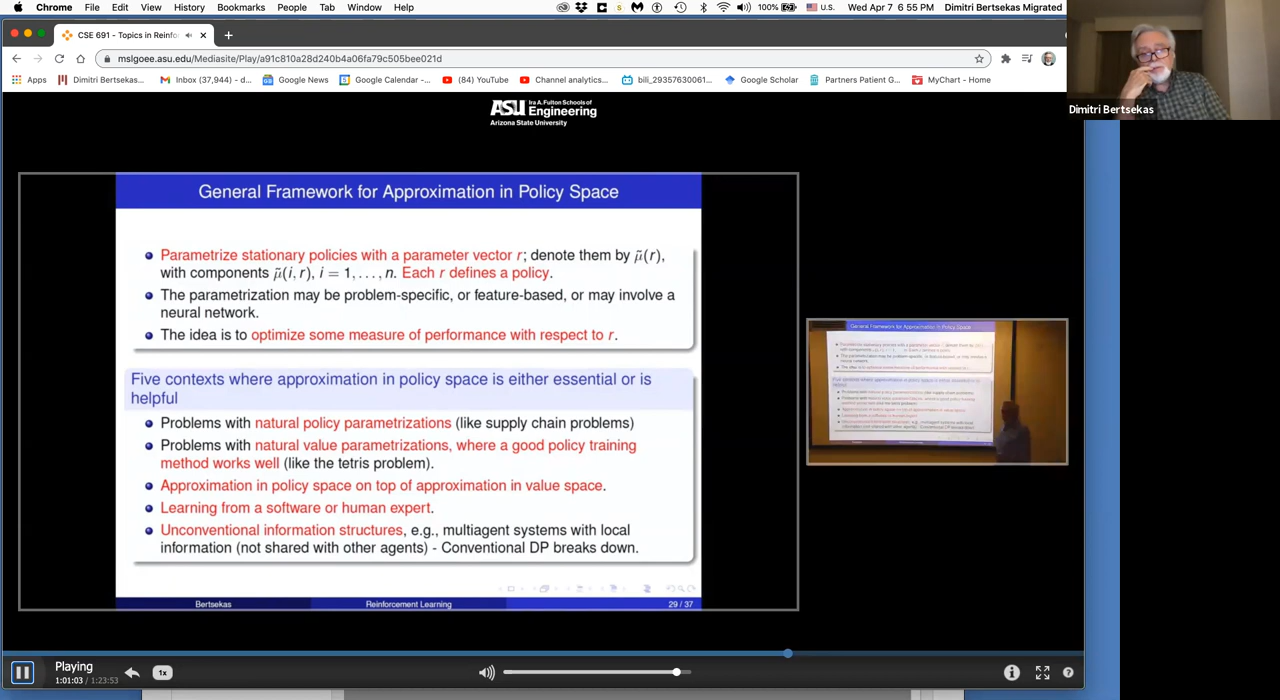 Chrome File Edit View History Bookmarks People Tab Window Help 100% U.S. Wed Apr 7 6:55 PM Dimitri Bertsekas Migrated
CSE 691 - Topics in Reinfo
mslgoee.asu.edu/Mediasite/Play/a91c810a28d240b4a06fa79c505bee021d
Apps Dimitri Bertsekas... Inbox (37,944) - d... Google News Google Calendar -... (84) YouTube Channel analytics... bili_29357630061... Google Scholar Partners Patient G... MyChart - Home
Dimitri Bertsekas
ASU Ira A. Fulton Schools of
Engineering
Arizona State University
General Framework for Approximation in Policy Space
Parametrize stationary policies with a parameter vector r; denote them by μ̃(r),
with components μ̃(i, r), i = 1, . . . , n. Each r defines a policy.
The parametrization may be problem-specific, or feature-based, or may involve a
neural network.
The idea is to optimize some measure of performance with respect to r.
Five contexts where approximation in policy space is either essential or is
helpful
Problems with natural policy parametrizations (like supply chain problems)
Problems with natural value parametrizations, where a good policy training
method works well (like the tetris problem).
Approximation in policy space on top of approximation in value space.
Learning from a software or human expert.
Unconventional information structures, e.g., multiagent systems with local
information (not shared with other agents) - Conventional DP breaks down.
Bertsekas Reinforcement Learning 29 / 37
General Framework for Approximation in Policy Space
Playing
1:01:03 / 1:23:53
1x